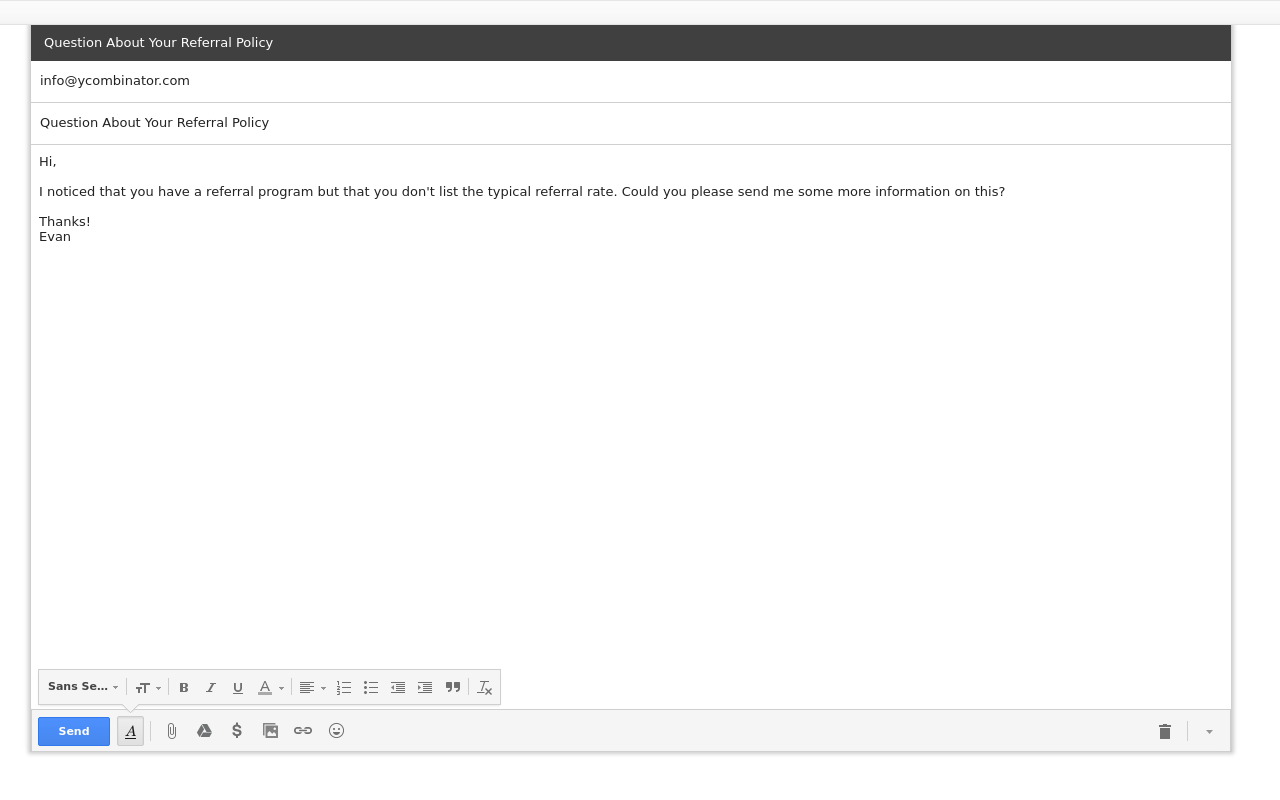 Question About Your Referral Policy
info@ycombinator.com
Question About Your Referral Policy
Hi,
I noticed that you have a referral program but that you don't list the typical referral rate. Could you please send me some more information on this?
Thanks!
Evan
Sans Se...
Send